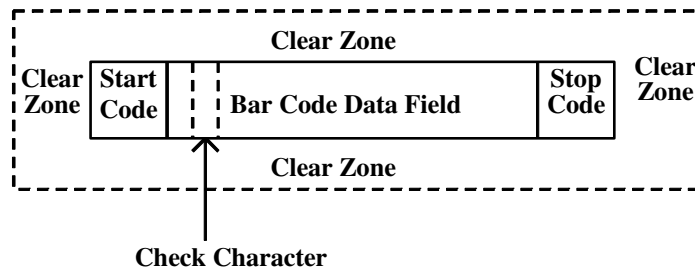 Clear Zone
Clear
Zone
Start
Code
Bar Code Data Field
Stop
Code
Clear
Zone
Clear Zone
Check Character